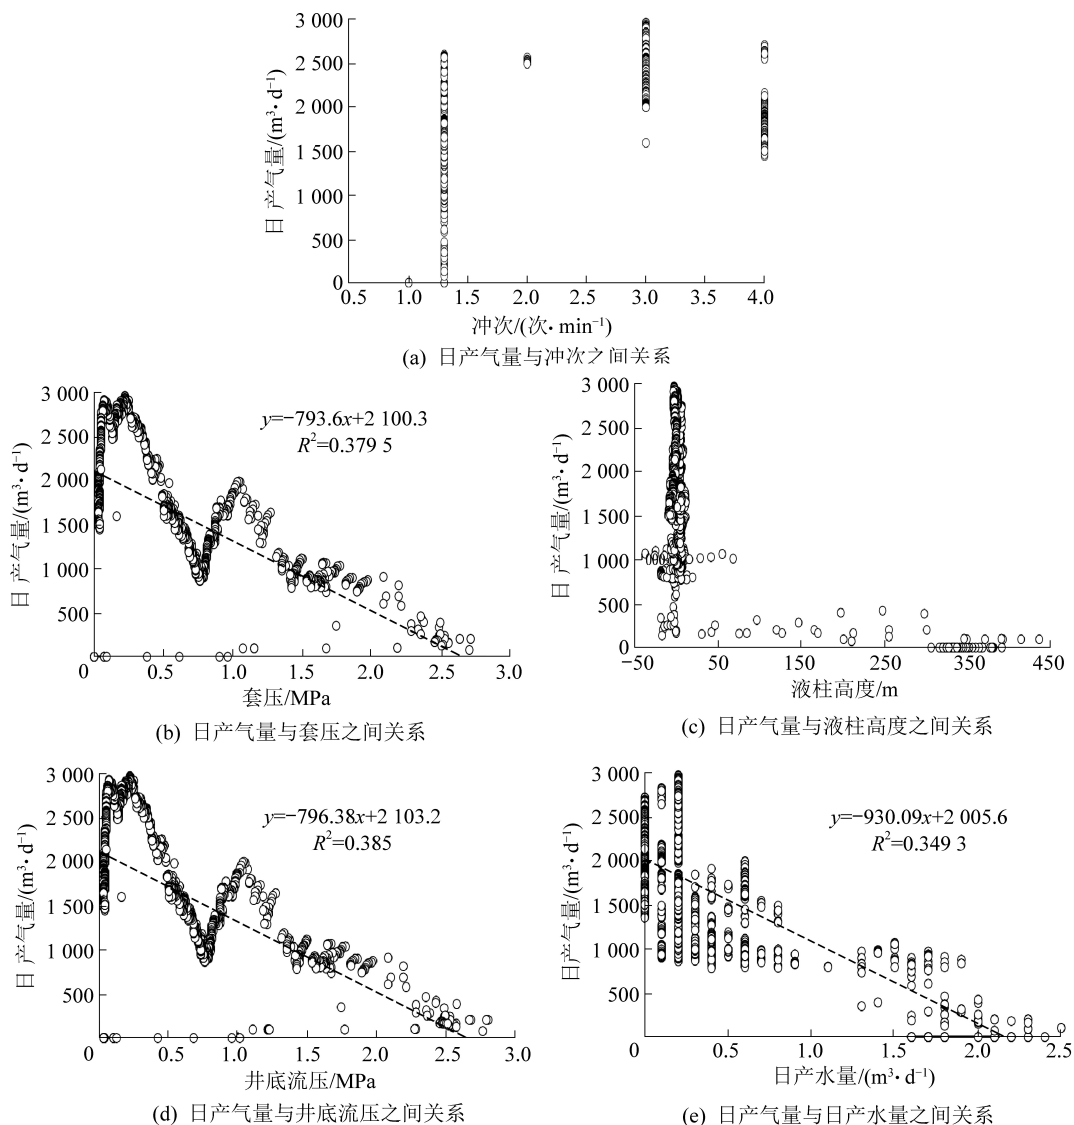 3 000
2 500
2 000
1 500
1 000
500
0
日产气量/(m³·d⁻¹)
0.5 1.0 1.5 2.0 2.5 3.0 3.5 4.0
冲次/(次·min⁻¹)
(a) 日产气量与冲次之间关系
3 000
2 500
2 000
1 500
1 000
500
日产气量/(m³·d⁻¹)
y=−793.6x+2 100.3
R²=0.379 5
0 0.5 1.0 1.5 2.0 2.5 3.0
套压/MPa
(b) 日产气量与套压之间关系
3 000
2 500
2 000
1 500
1 000
500
0
日产气量/(m³·d⁻¹)
−50 50 150 250 350 450
液柱高度/m
(c) 日产气量与液柱高度之间关系
3 000
2 500
2 000
1 500
1 000
500
日产气量/(m³·d⁻¹)
y=−796.38x+2 103.2
R²=0.385
0 0.5 1.0 1.5 2.0 2.5 3.0
井底流压/MPa
(d) 日产气量与井底流压之间关系
3 000
2 500
2 000
1 500
1 000
500
日产气量/(m³·d⁻¹)
y=−930.09x+2 005.6
R²=0.349 3
0 0.5 1.0 1.5 2.0 2.5
日产水量/(m³·d⁻¹)
(e) 日产气量与日产水量之间关系